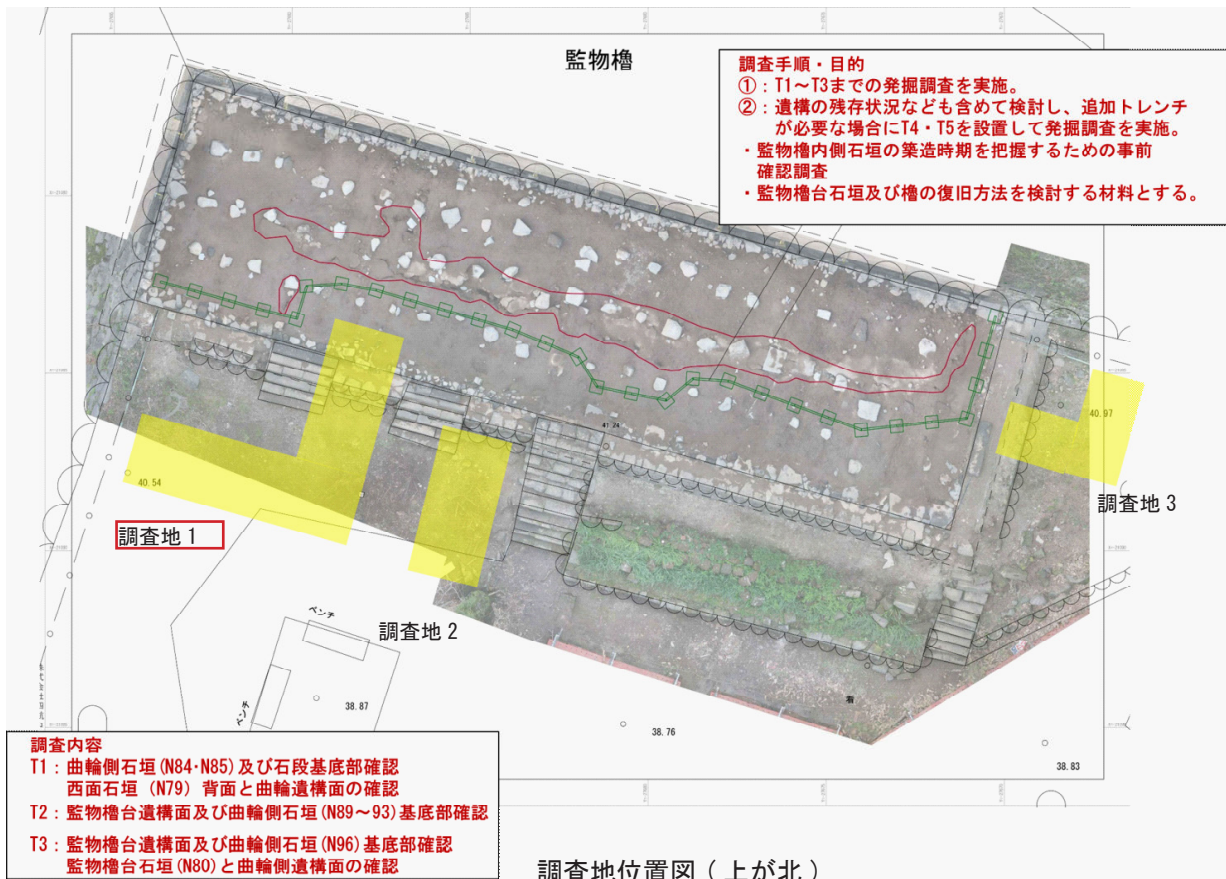 監物櫓
調査手順・目的
①：T1～T3までの発掘調査を実施。
②：遺構の残存状況なども含めて検討し、追加トレンチ
が必要な場合にT4・T5を設置して発掘調査を実施。
・監物櫓内側石垣の築造時期を把握するための事前
確認調査
・監物櫓台石垣及び櫓の復旧方法を検討する材料とする。
40.97
41.24
調査地 3
40.54
調査地 1
調査地 2
ベンチ
ベンチ
38.87
38.76
38.83
調査内容
T1：曲輪側石垣(N84･N85)及び石段基底部確認
西面石垣（N79）背面と曲輪遺構面の確認
T2：監物櫓台遺構面及び曲輪側石垣(N89～93)基底部確認
T3：監物櫓台遺構面及び曲輪側石垣(N96)基底部確認
監物櫓台石垣(N80)と曲輪側遺構面の確認
調査地位置図（上が北）